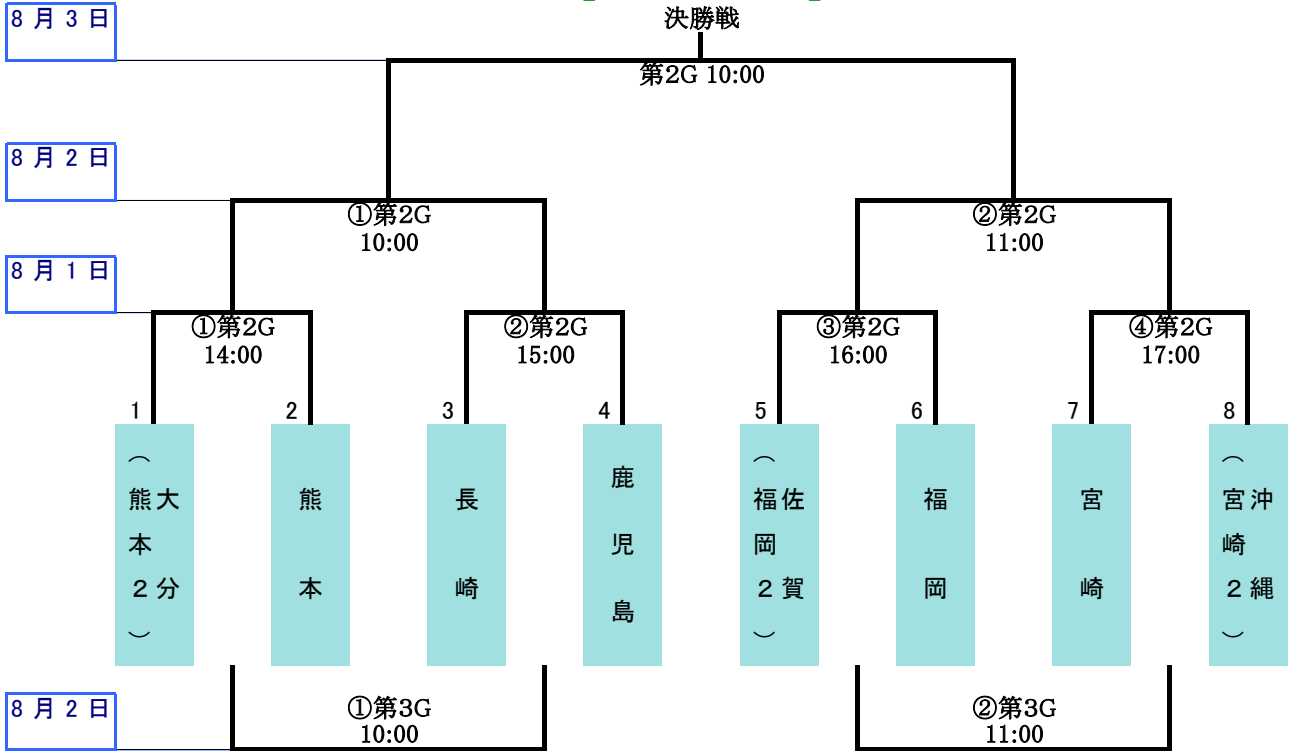 8月3日
決勝戦
第2G 10:00
8月2日
①第2G
10:00
②第2G
11:00
8月1日
①第2G
14:00
②第2G
15:00
③第2G
16:00
④第2G
17:00
1
2
3
4
5
6
7
8
大分
（熊本2）
熊本
長崎
鹿児島
佐賀
（福岡2）
福岡
宮崎
沖縄
（宮崎2）
8月2日
①第3G
10:00
②第3G
11:00